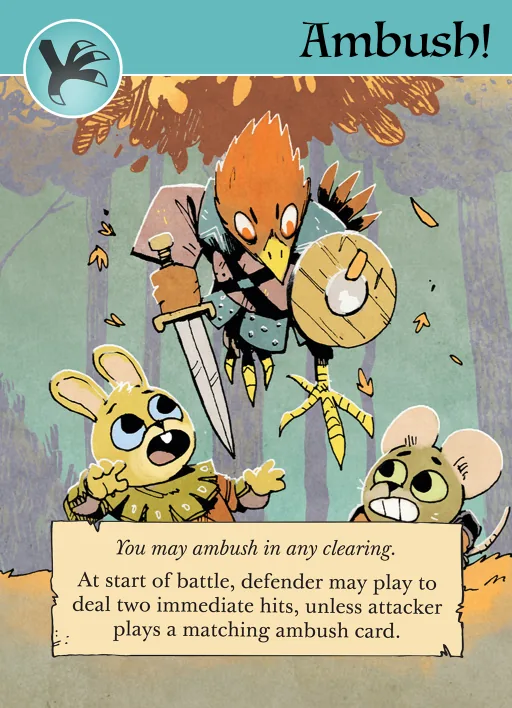 Ambush!
You may ambush in any clearing.
At start of battle, defender may play to
deal two immediate hits, unless attacker
plays a matching ambush card.